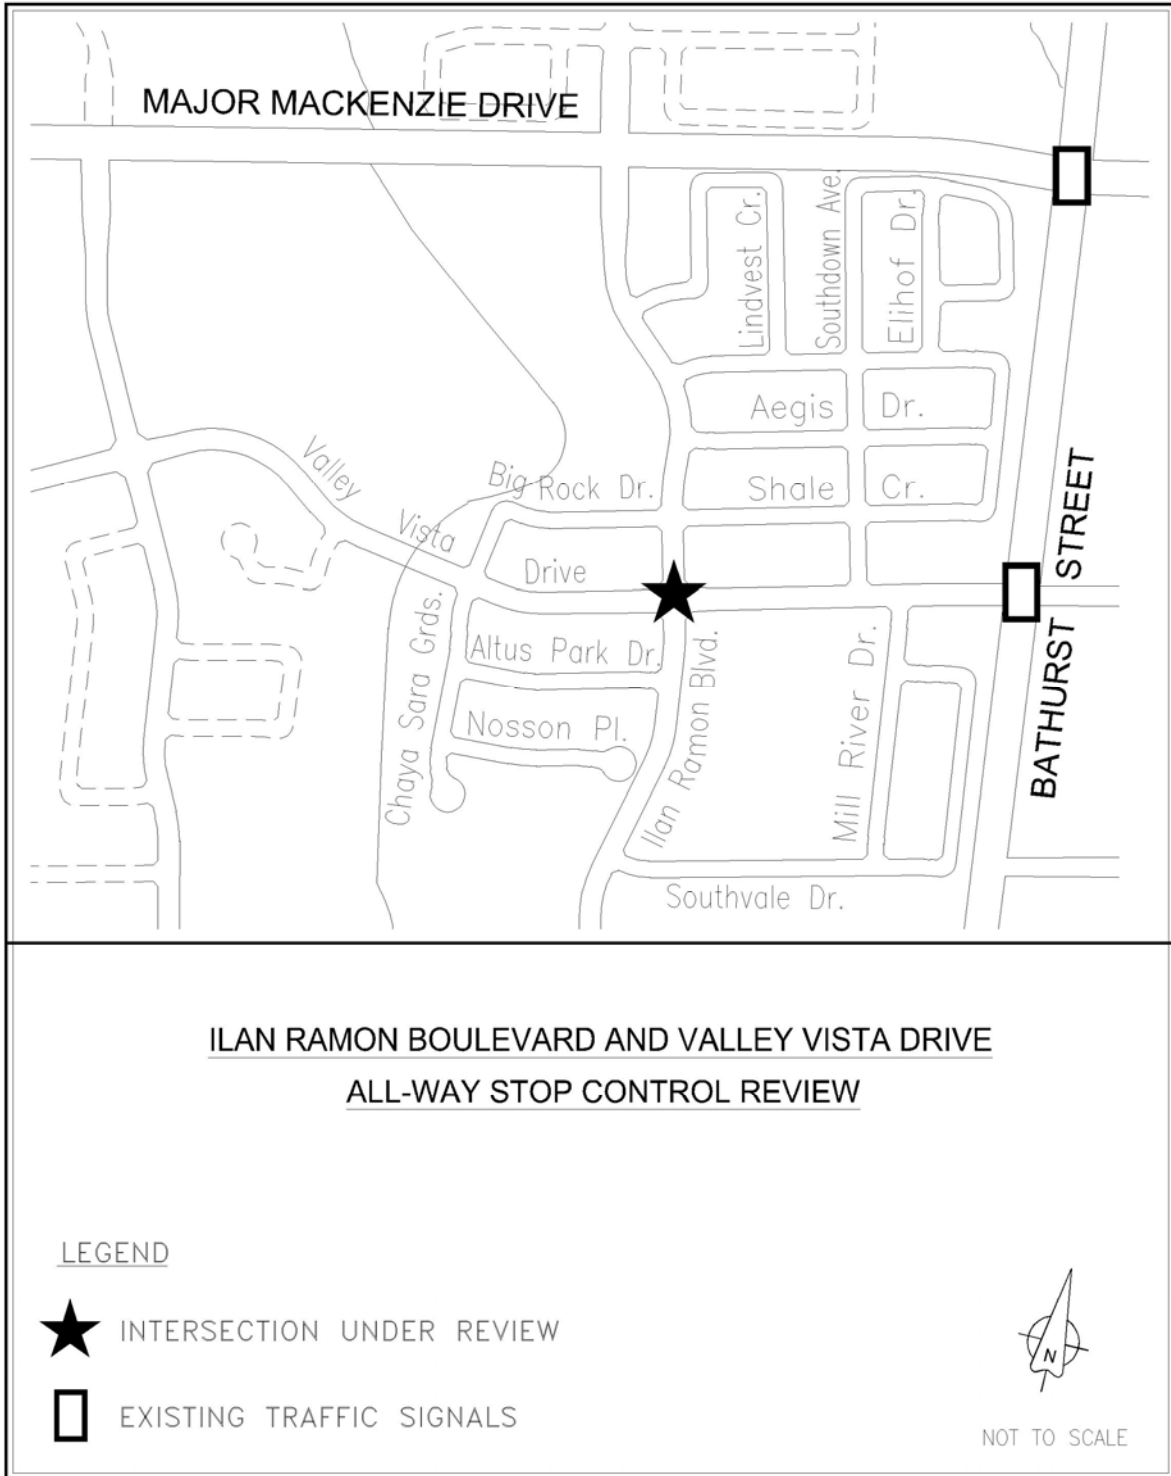 MAJOR MACKENZIE DRIVE
Lindvest Cr.
Southdown Ave.
Elihof Dr.
Aegis Dr.
Valley Vista Drive
Big Rock Dr.
Shale Cr.
BATHURST STREET
Chaya Sara Grds.
Altus Park Dr.
Nosson Pl.
Ilan Ramon Blvd.
Mill River Dr.
Southvale Dr.
ILAN RAMON BOULEVARD AND VALLEY VISTA DRIVE
ALL-WAY STOP CONTROL REVIEW
LEGEND
INTERSECTION UNDER REVIEW
EXISTING TRAFFIC SIGNALS
N
NOT TO SCALE